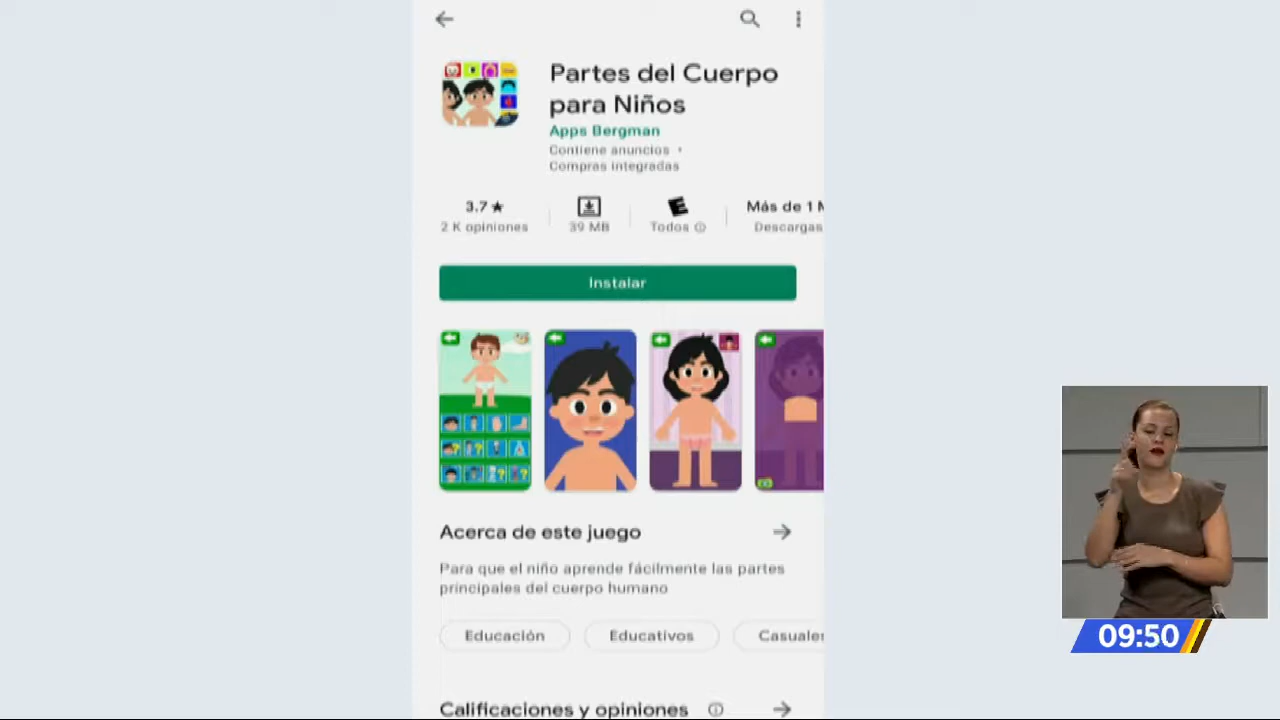 Partes del Cuerpo
para Niños
Apps Bergman
Contiene anuncios •
Compras integradas
3.7★
2 K opiniones
39 MB
E
Todos
Más de 1 M
Descargas
Instalar
Acerca de este juego
Para que el niño aprende fácilmente las partes
principales del cuerpo humano
Educación
Educativos
Casuales
Calificaciones y opiniones
09:50